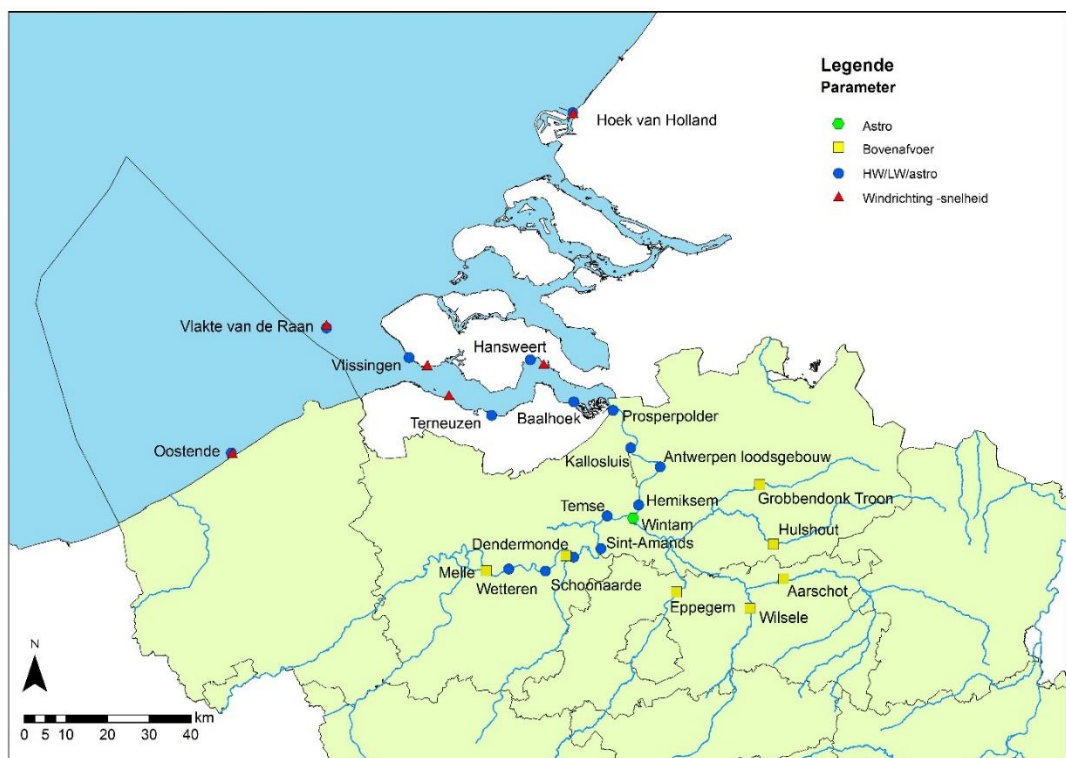 Legende
Parameter
Astro
Bovenafvoer
HW/LW/astro
Windrichting -snelheid
Hoek van Holland
Vlakte van de Raan
Hansweert
Vlissingen
Terneuzen
Baalhoek
Prosperpolder
Oostende
Kallosluis
Antwerpen loodsgebouw
Grobbendonk Troon
Temse
Hemiksem
Wintam
Hulshout
Dendermonde
Sint-Amands
Melle
Wetteren
Schoonaarde
Aarschot
Eppegem
Wilsele
N
km
0 5 10 20 30 40